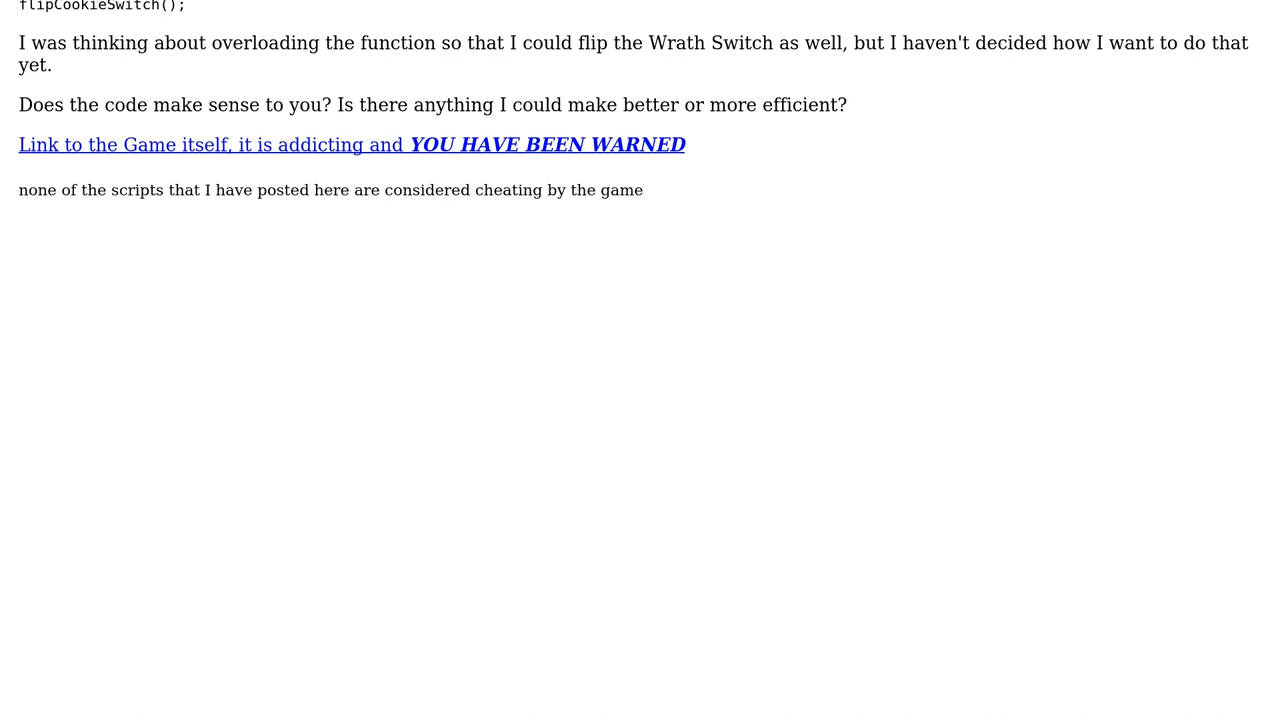 flipCookieSwitch();
I was thinking about overloading the function so that I could flip the Wrath Switch as well, but I haven't decided how I want to do that
yet.
Does the code make sense to you? Is there anything I could make better or more efficient?
Link to the Game itself, it is addicting and YOU HAVE BEEN WARNED
none of the scripts that I have posted here are considered cheating by the game